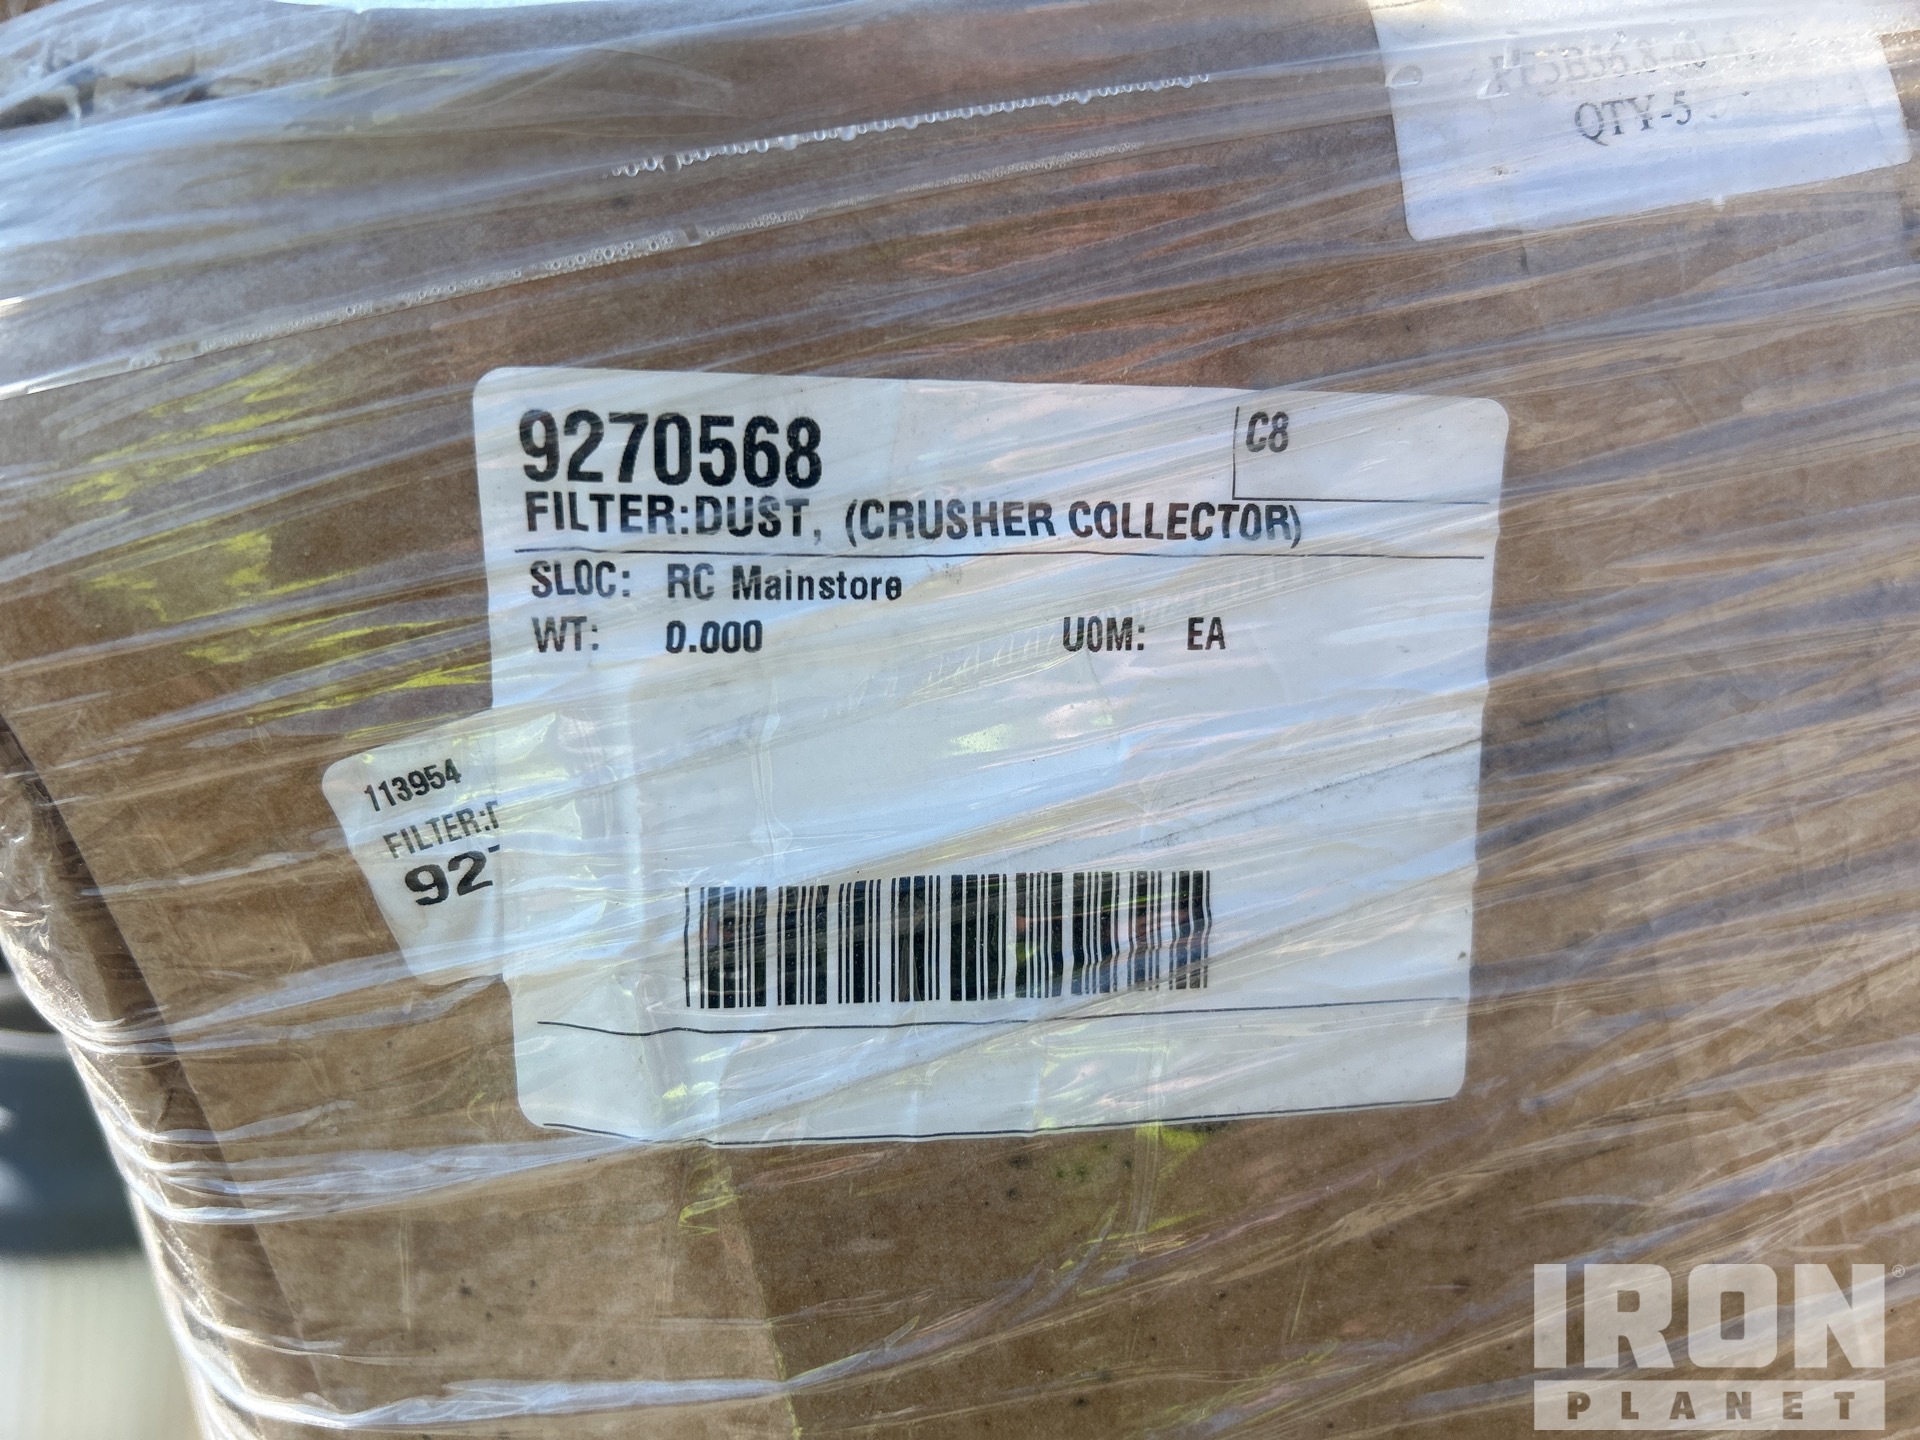 QTY-5
9270568
C8
FILTER:DUST, (CRUSHER COLLECTOR)
SLOC: RC Mainstore
WT: 0.000 UOM: EA
113954
FILTER:
92
IRON
PLANET